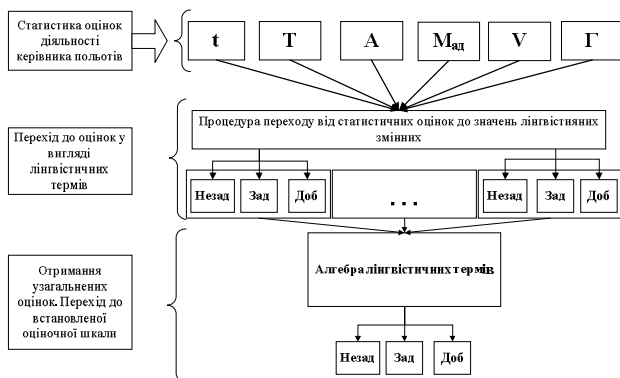 Статистика оцінок
діяльності
керівника польотів
t T A Mад V Г
Процедура переходу від статистичних оцінок до значень лінгвістияних
змінних
Перехід до оцінок у
вигляді
лінгвістичних
термів
Незад Зад Доб ... Незад Зад Доб
Алгебра лінгвістичних термів
Отримання
узагальнених
оцінок. Перехід до
встановленої
оціночної шкали
Незад Зад Доб